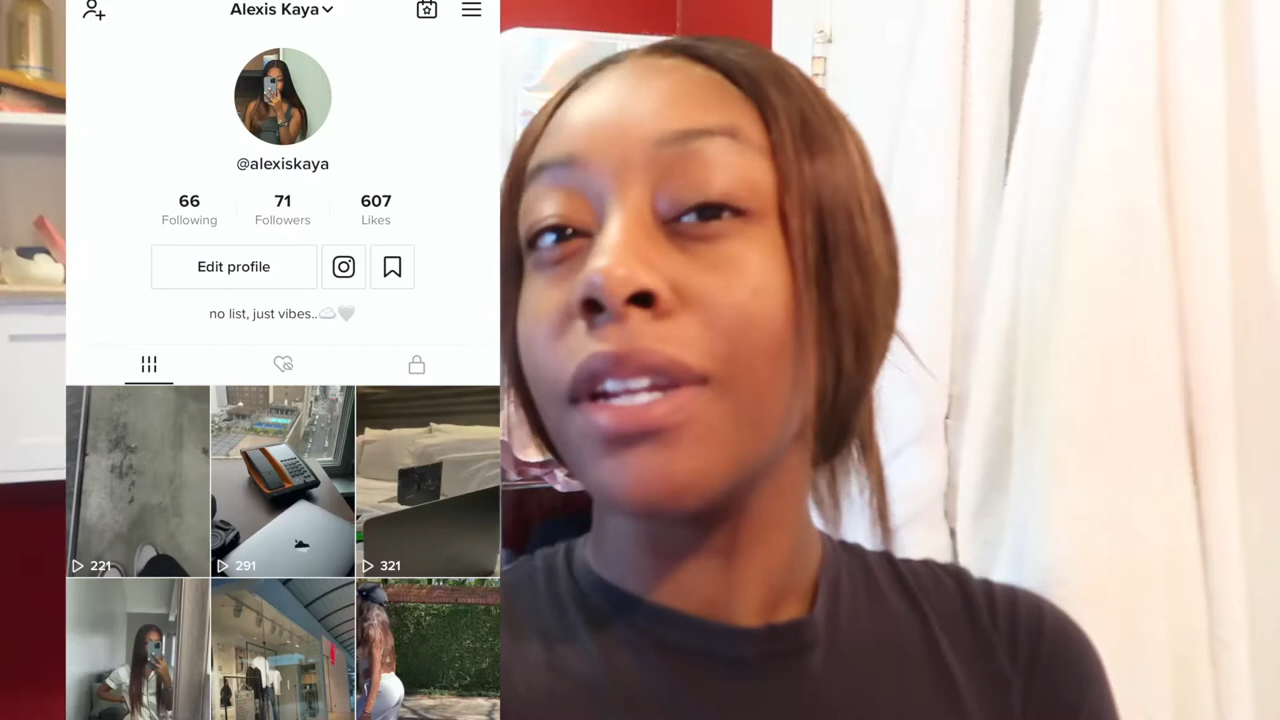 Alexis Kaya
@alexiskaya
66 71 607
Following Followers Likes
Edit profile
no list, just vibes..☁️🤍
221 291 321